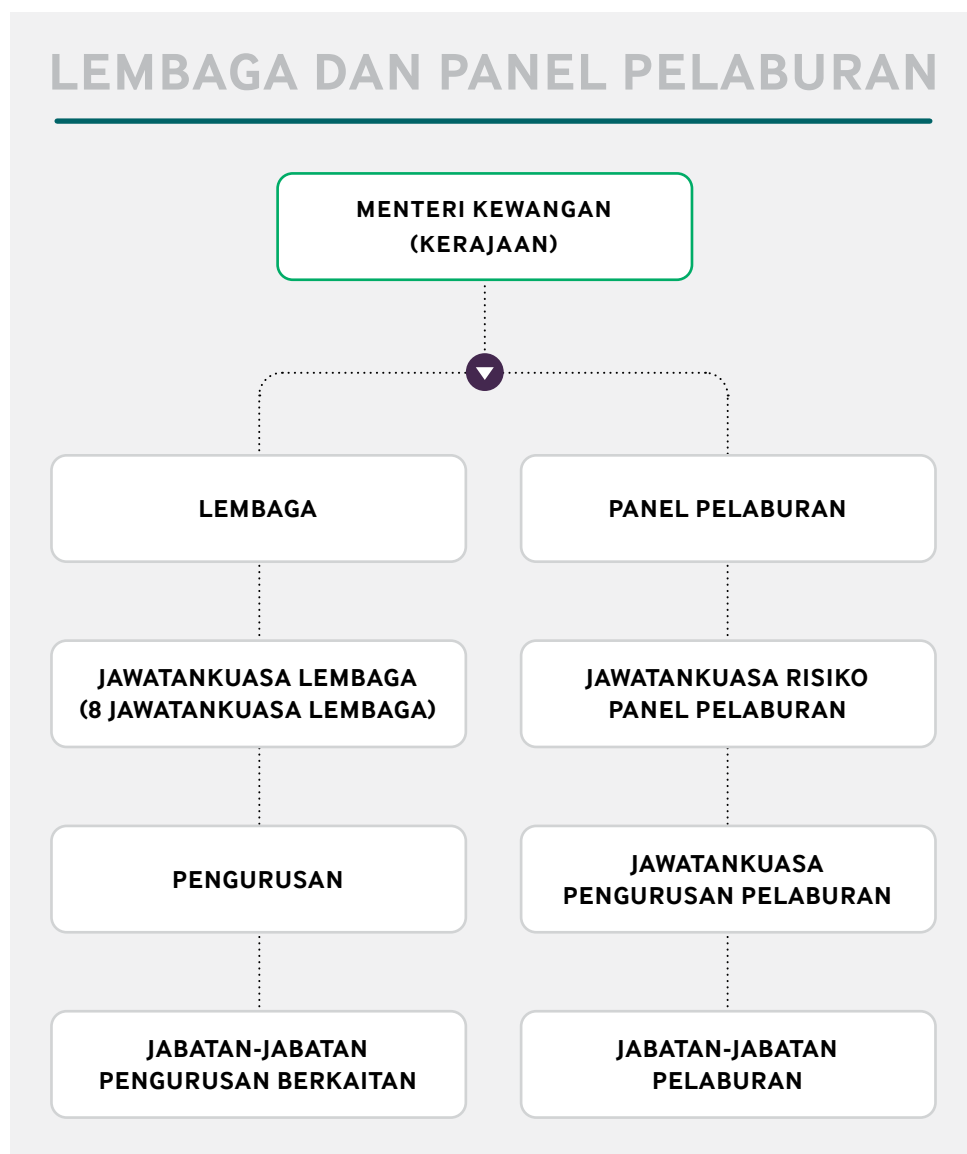 LEMBAGA DAN PANEL PELABURAN
MENTERI KEWANGAN
(KERAJAAN)
LEMBAGA
PANEL PELABURAN
JAWATANKUASA LEMBAGA
(8 JAWATANKUASA LEMBAGA)
JAWATANKUASA RISIKO
PANEL PELABURAN
PENGURUSAN
JAWATANKUASA
PENGURUSAN PELABURAN
JABATAN-JABATAN
PENGURUSAN BERKAITAN
JABATAN-JABATAN
PELABURAN